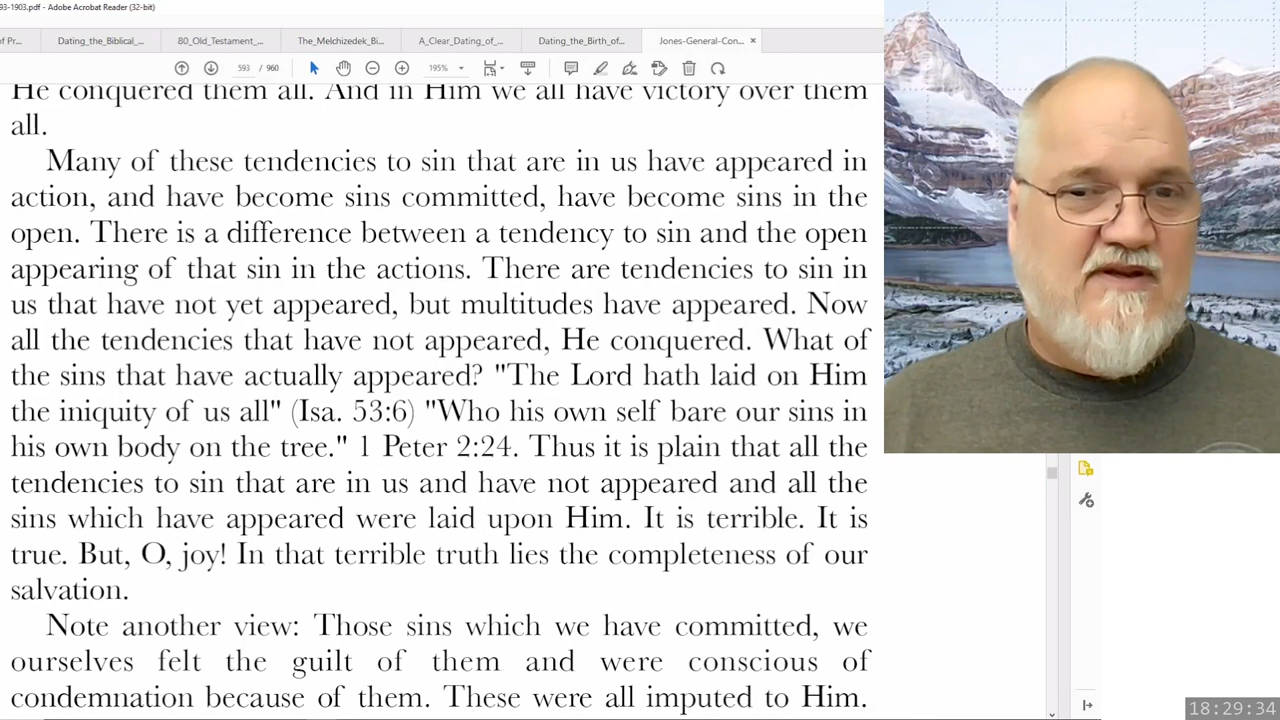 93-1903.pdf - Adobe Acrobat Reader (32-bit)
of Pr...
Dating_the_Biblical_...
80_Old_Testament_...
The_Melchizedek_Bi...
A_Clear_Dating_of_...
Dating_the_Birth_of...
Jones-General-Con...
593 / 960
195%
He conquered them all. And in Him we all have victory over them
all.
Many of these tendencies to sin that are in us have appeared in
action, and have become sins committed, have become sins in the
open. There is a difference between a tendency to sin and the open
appearing of that sin in the actions. There are tendencies to sin in
us that have not yet appeared, but multitudes have appeared. Now
all the tendencies that have not appeared, He conquered. What of
the sins that have actually appeared? "The Lord hath laid on Him
the iniquity of us all" (Isa. 53:6) "Who his own self bare our sins in
his own body on the tree." 1 Peter 2:24. Thus it is plain that all the
tendencies to sin that are in us and have not appeared and all the
sins which have appeared were laid upon Him. It is terrible. It is
true. But, O, joy! In that terrible truth lies the completeness of our
salvation.
Note another view: Those sins which we have committed, we
ourselves felt the guilt of them and were conscious of
condemnation because of them. These were all imputed to Him.
18:29:34